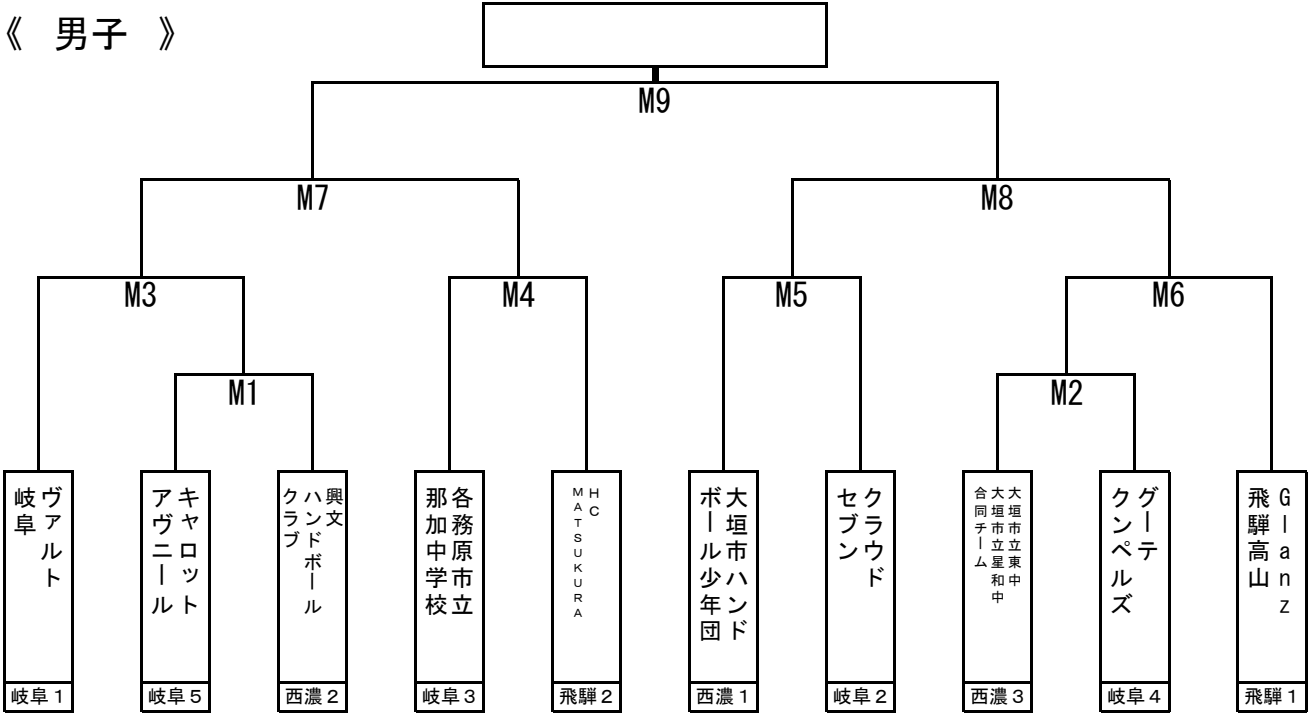 《 男子 》
M9
M7
M8
M3
M4
M5
M6
M1
M2
ヴァルト
岐阜
キャロット
アヴニール
興文
ハンドボール
クラブ
各務原市立
那加中学校
HC
MATSUKURA
大垣市ハンド
ボール少年団
クラウド
セブン
大垣市立東中
大垣市立星和中
合同チーム
グーテ
クンペルズ
Glanz
飛騨高山
岐阜1
岐阜5
西濃2
岐阜3
飛騨2
西濃1
岐阜2
西濃3
岐阜4
飛騨1